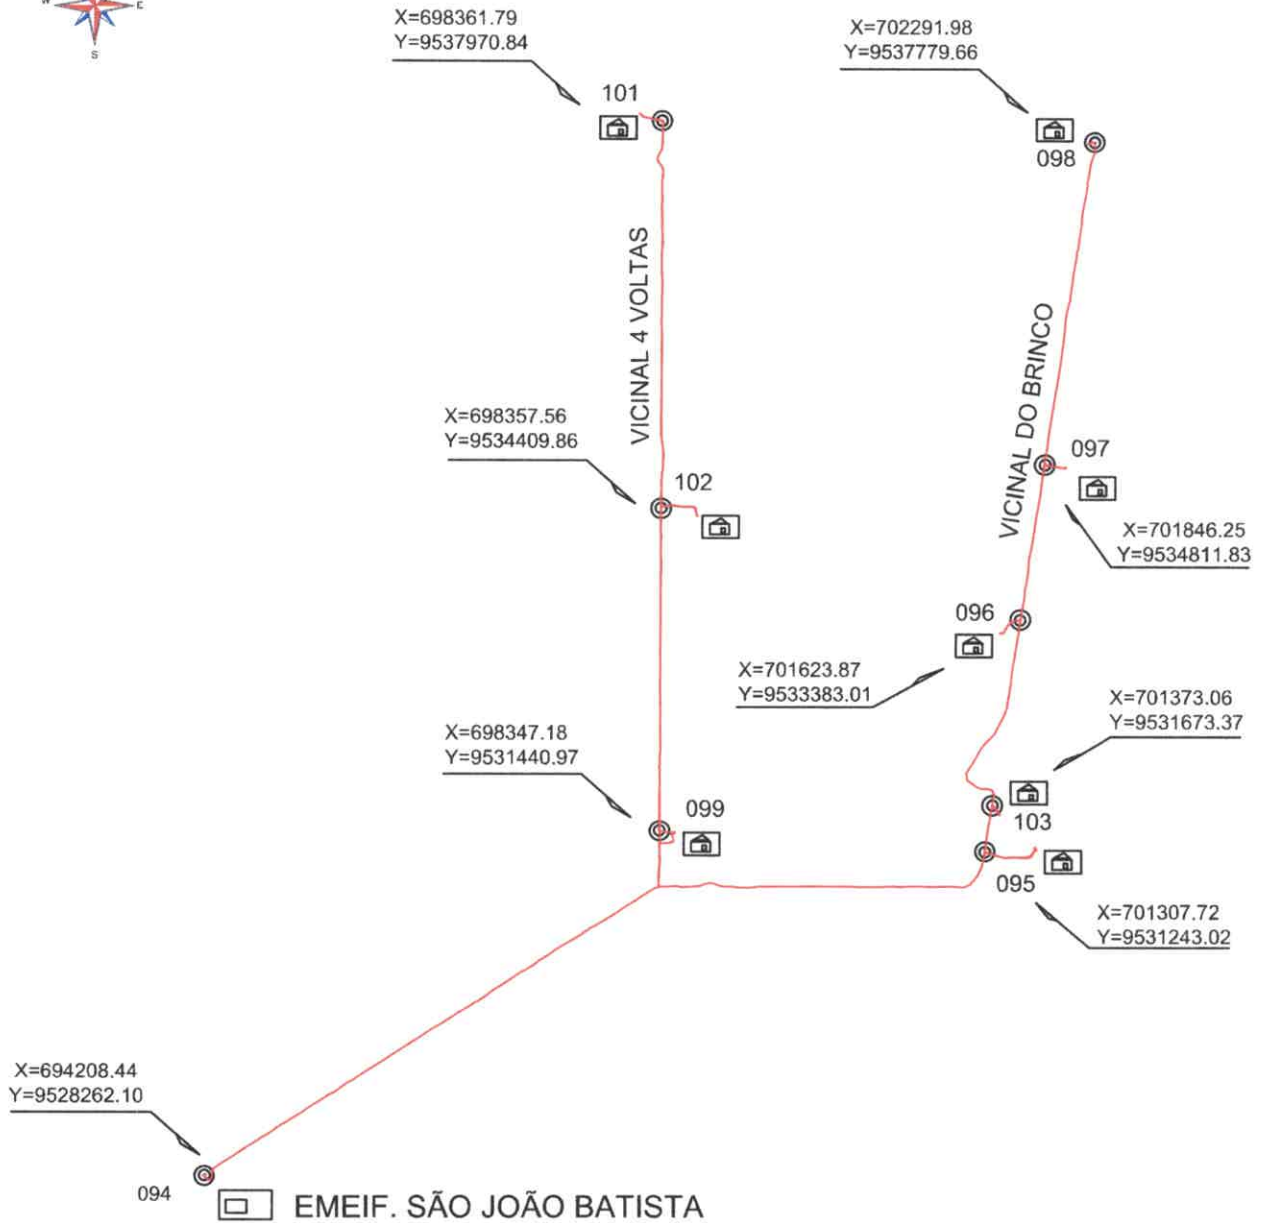 W
E
S
X=698361.79
Y=9537970.84
X=702291.98
Y=9537779.66
101
098
VICINAL 4 VOLTAS
VICINAL DO BRINCO
X=698357.56
Y=9534409.86
097
102
X=701846.25
Y=9534811.83
096
X=701623.87
Y=9533383.01
X=701373.06
Y=9531673.37
X=698347.18
Y=9531440.97
099
103
095
X=701307.72
Y=9531243.02
X=694208.44
Y=9528262.10
094
EMEIF. SÃO JOÃO BATISTA